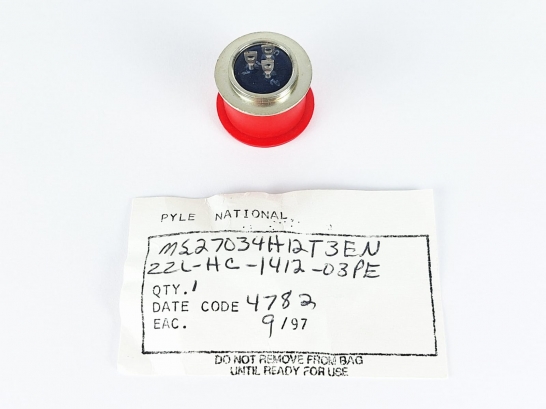 PYLE NATIONAL
MS27034H12T3EN
ZZL-HC-1412-03PE
QTY. 1
DATE CODE 4782
EAC. 9/97
DO NOT REMOVE FROM BAG
UNTIL READY FOR USE